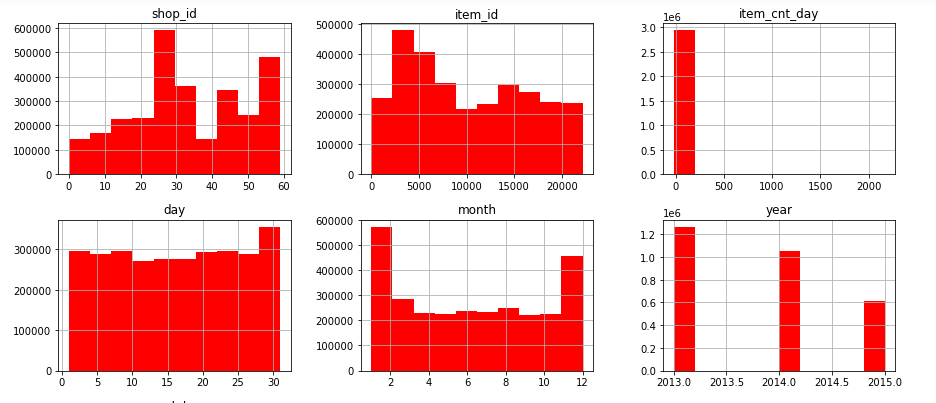 shop_id
600000
500000
400000
300000
200000
100000
0
0 10 20 30 40 50 60
item_id
500000
400000
300000
200000
100000
0
0 5000 10000 15000 20000
item_cnt_day
1e6
3.0
2.5
2.0
1.5
1.0
0.5
0.0
0 500 1000 1500 2000
day
300000
200000
100000
0
0 5 10 15 20 25 30
month
600000
500000
400000
300000
200000
100000
0
2 4 6 8 10 12
year
1e6
1.2
1.0
0.8
0.6
0.4
0.2
0.0
2013.0 2013.5 2014.0 2014.5 2015.0